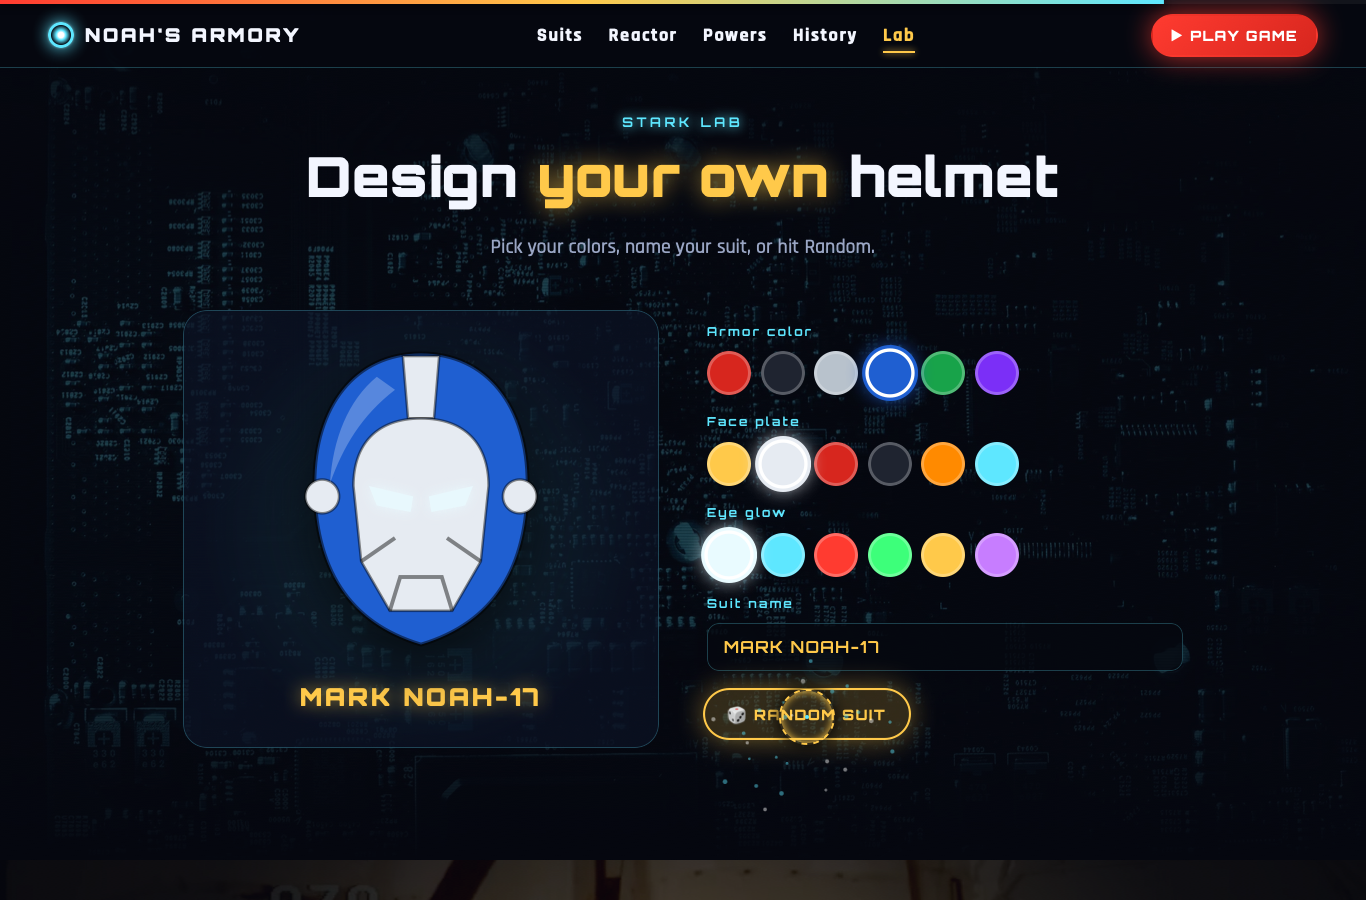 NOAH'S ARMORY
Suits
Reactor
Powers
History
Lab
▶ PLAY GAME
STARK LAB
Design your own helmet
Pick your colors, name your suit, or hit Random.
Armor color
Face plate
Eye glow
Suit name
MARK NOAH-17
🎲 RANDOM SUIT
MARK NOAH-17